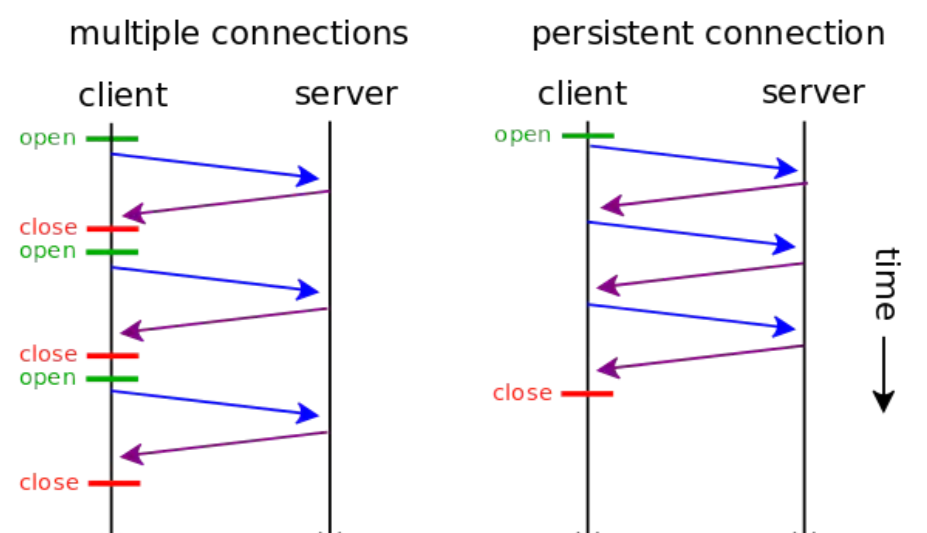 multiple connections
client server
open
close
open
close
open
close
persistent connection
client server
open
close
time